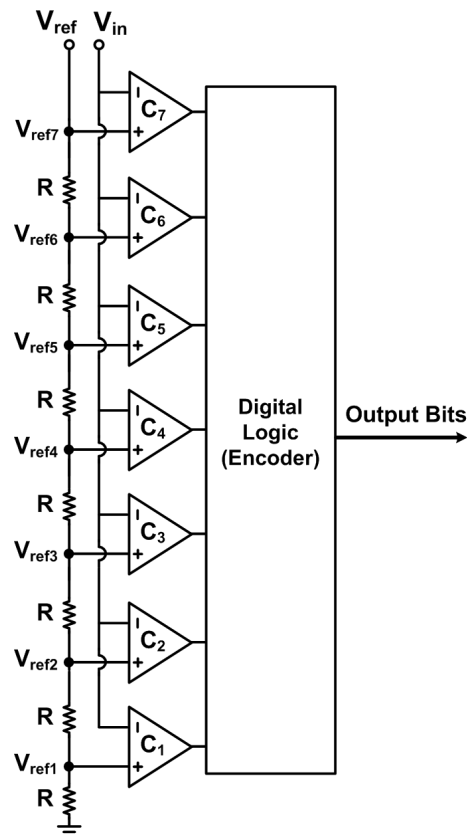 Vref Vin
C7
Vref7
R
C6
Vref6
R
C5
Vref5
R
C4
Vref4
R
C3
Vref3
R
C2
Vref2
R
C1
Vref1
R
Digital
Logic
(Encoder)
Output Bits